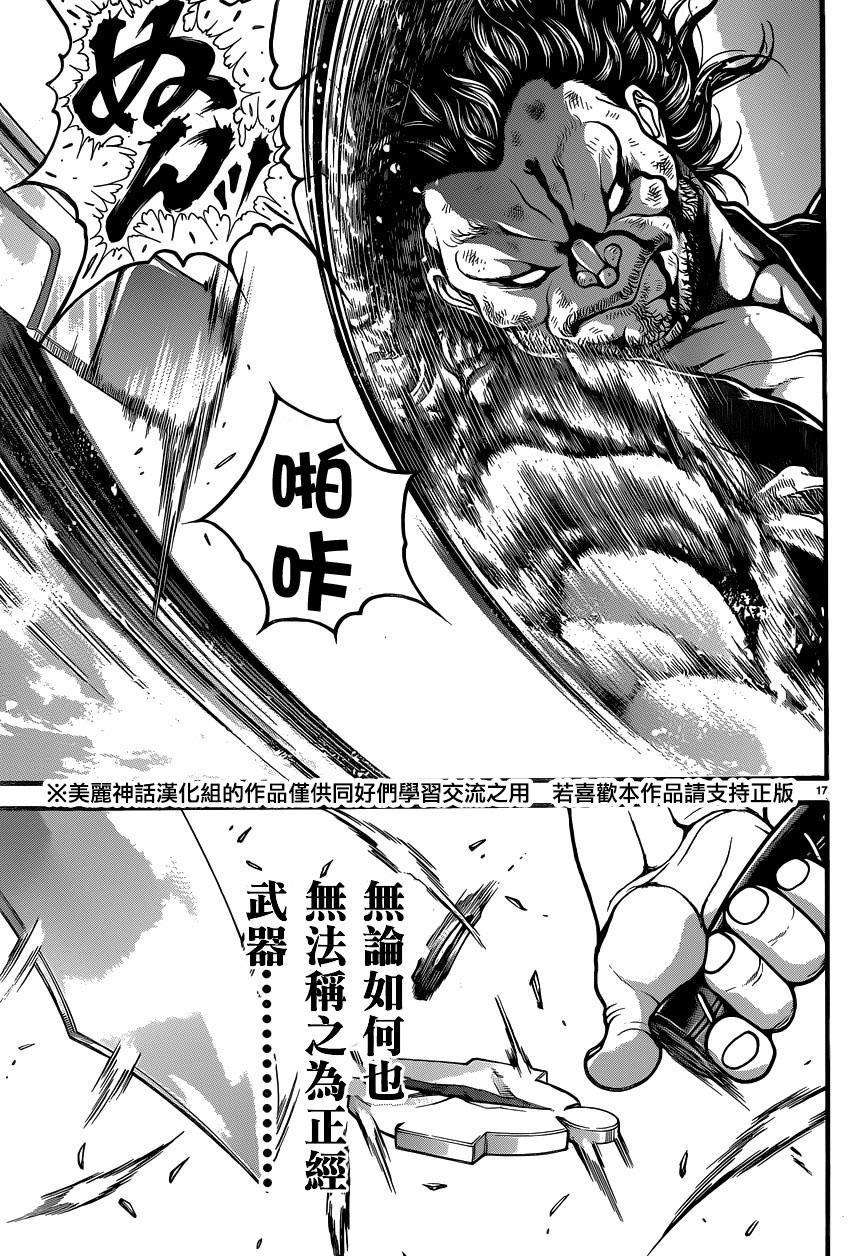 ぬんッ
啪
咔
※美麗神話漢化組的作品僅供同好們學習交流之用　若喜歡本作品請支持正版
17
無論如何也
無法稱之為正經
武器…………